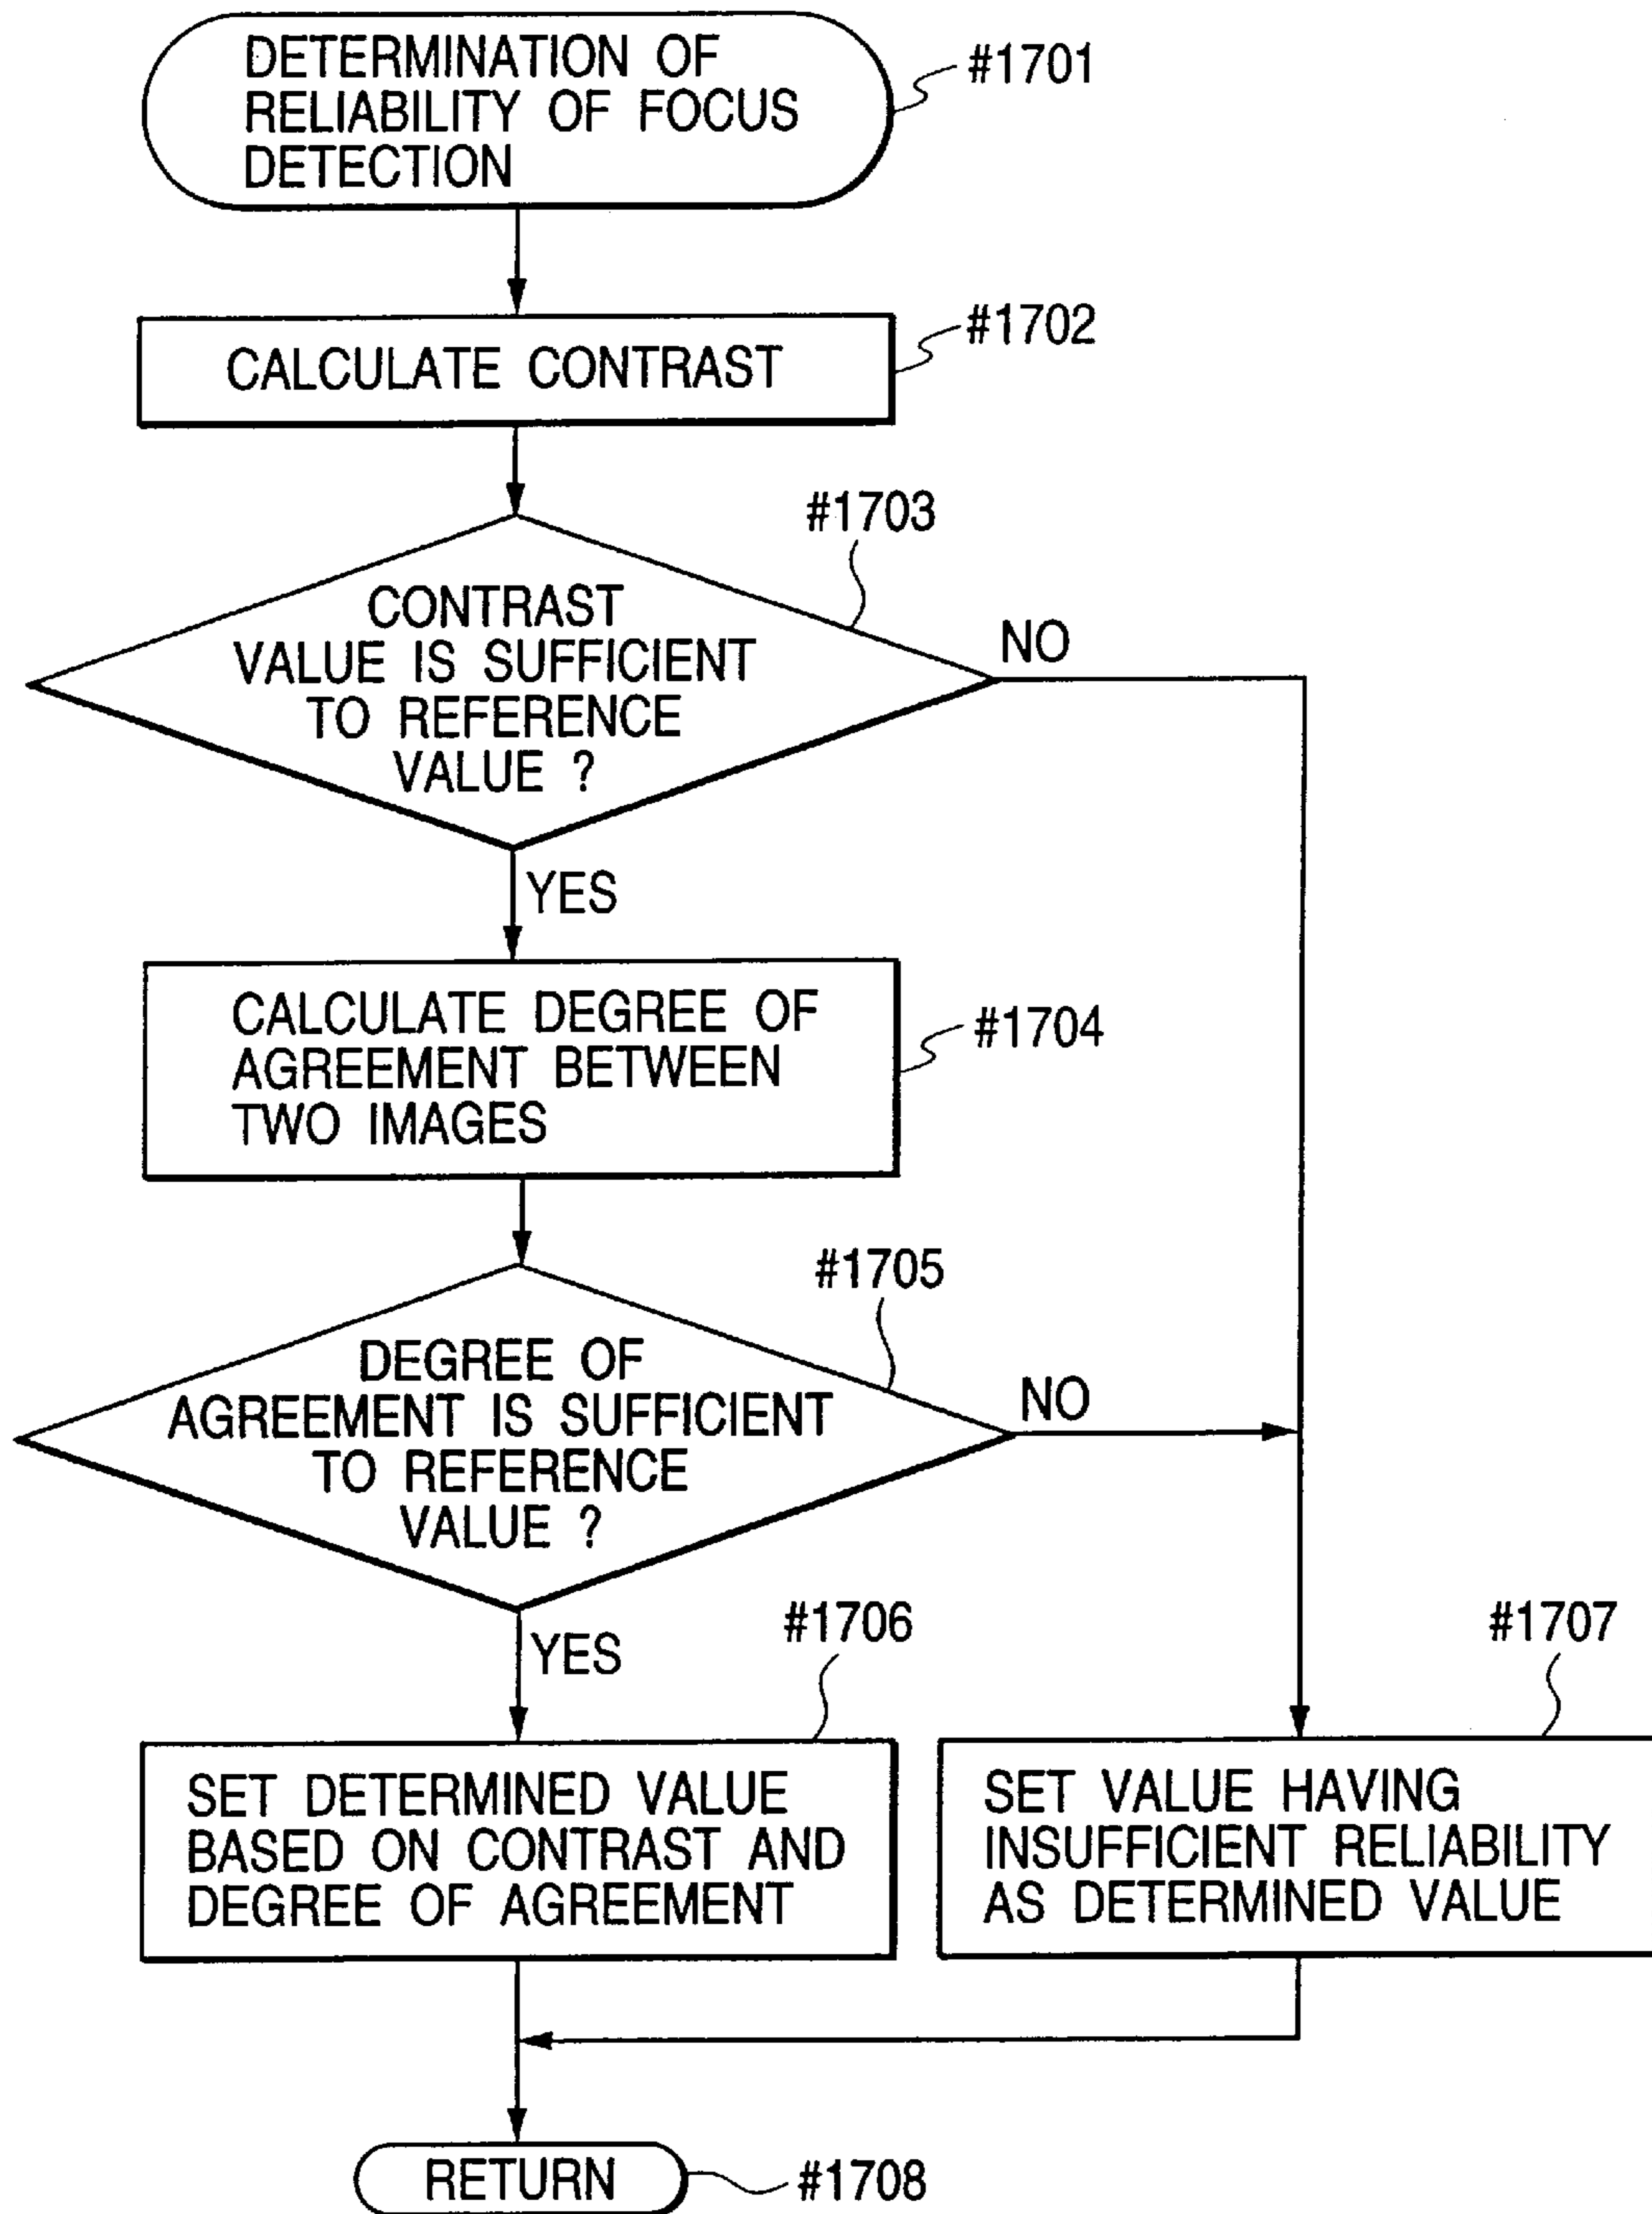 DETERMINATION OF
RELIABILITY OF FOCUS
DETECTION
#1701
CALCULATE CONTRAST
#1702
#1703
CONTRAST
VALUE IS SUFFICIENT
TO REFERENCE
VALUE ?
NO
YES
CALCULATE DEGREE OF
AGREEMENT BETWEEN
TWO IMAGES
#1704
#1705
DEGREE OF
AGREEMENT IS SUFFICIENT
TO REFERENCE
VALUE ?
NO
YES
#1706
SET DETERMINED VALUE
BASED ON CONTRAST AND
DEGREE OF AGREEMENT
#1707
SET VALUE HAVING
INSUFFICIENT RELIABILITY
AS DETERMINED VALUE
RETURN
#1708